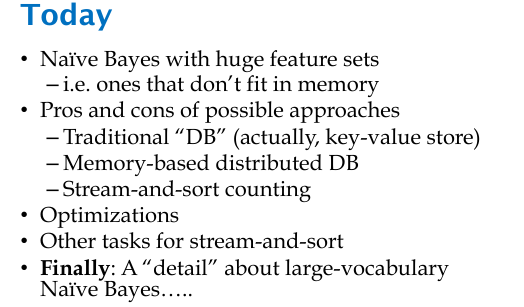 Today
• Naïve Bayes with huge feature sets
– i.e. ones that don’t fit in memory
• Pros and cons of possible approaches
– Traditional “DB” (actually, key-value store)
– Memory-based distributed DB
– Stream-and-sort counting
• Optimizations
• Other tasks for stream-and-sort
• Finally: A “detail” about large-vocabulary
Naïve Bayes…..